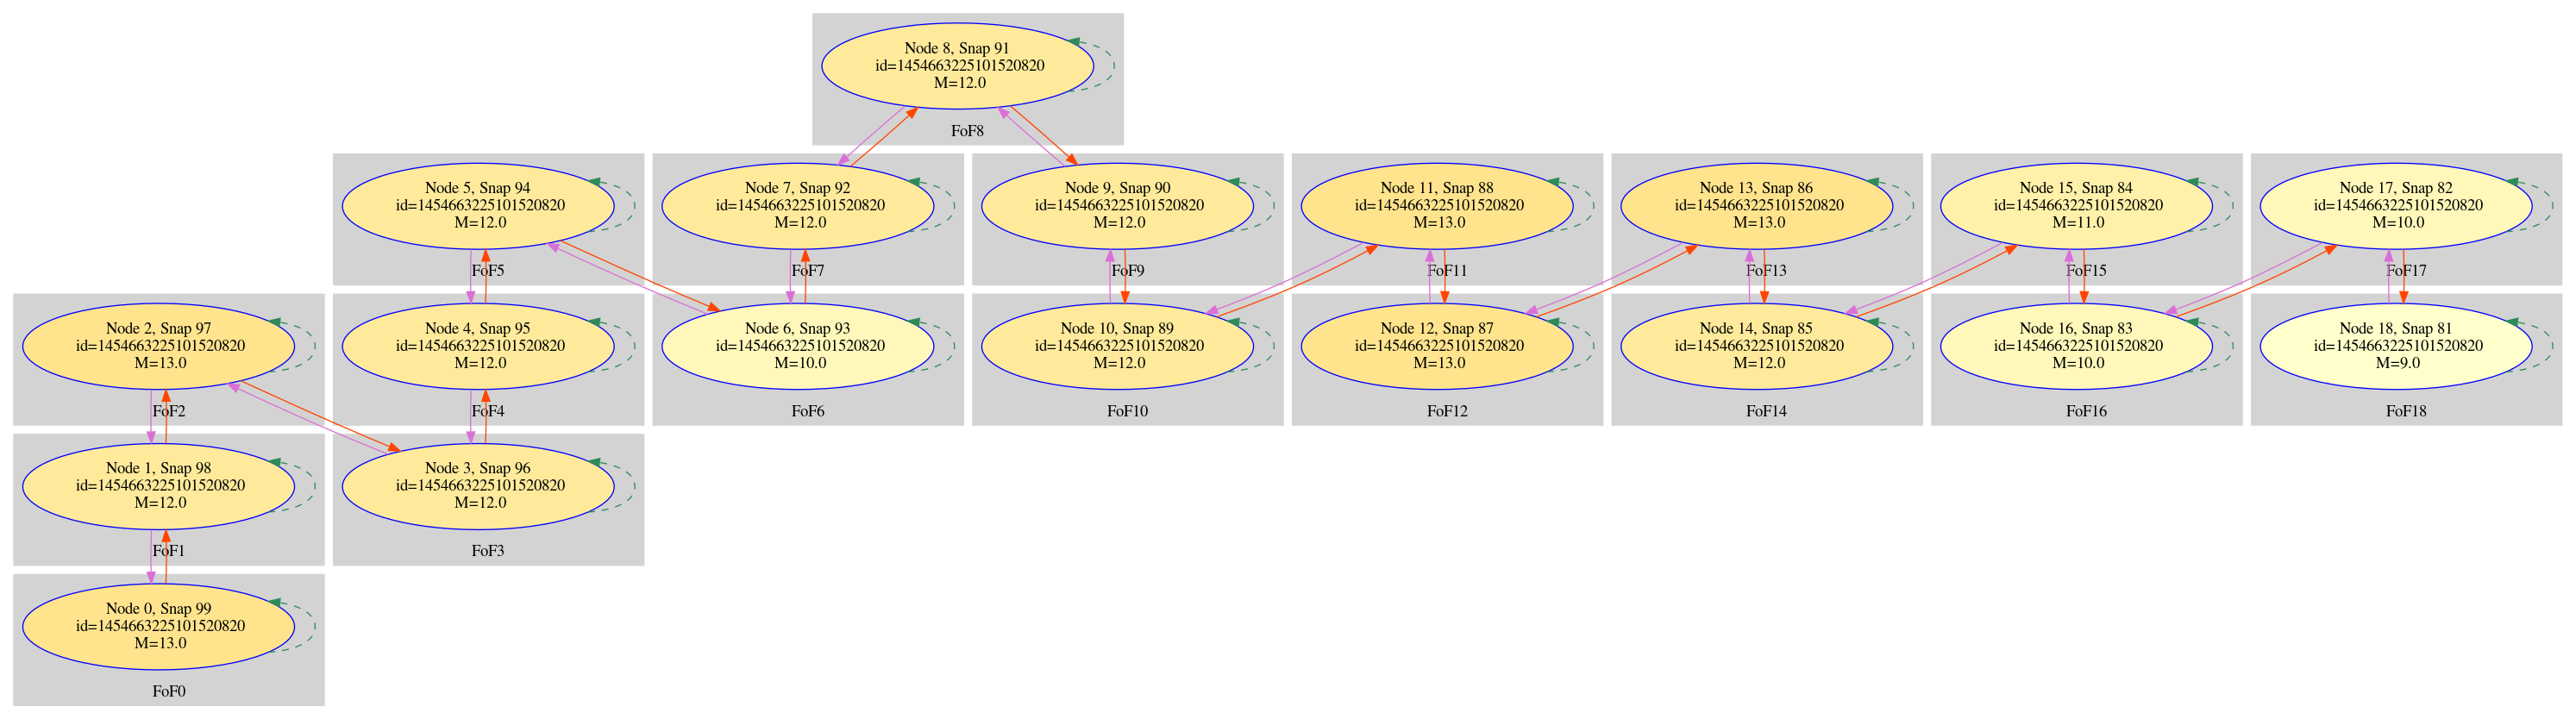 Node 8, Snap 91
id=1454663225101520820
M=12.0
FoF8
Node 5, Snap 94
id=1454663225101520820
M=12.0
FoF5
Node 7, Snap 92
id=1454663225101520820
M=12.0
FoF7
Node 9, Snap 90
id=1454663225101520820
M=12.0
FoF9
Node 11, Snap 88
id=1454663225101520820
M=13.0
FoF11
Node 13, Snap 86
id=1454663225101520820
M=13.0
FoF13
Node 15, Snap 84
id=1454663225101520820
M=11.0
FoF15
Node 17, Snap 82
id=1454663225101520820
M=10.0
FoF17
Node 2, Snap 97
id=1454663225101520820
M=13.0
FoF2
Node 4, Snap 95
id=1454663225101520820
M=12.0
FoF4
Node 6, Snap 93
id=1454663225101520820
M=10.0
FoF6
Node 10, Snap 89
id=1454663225101520820
M=12.0
FoF10
Node 12, Snap 87
id=1454663225101520820
M=13.0
FoF12
Node 14, Snap 85
id=1454663225101520820
M=12.0
FoF14
Node 16, Snap 83
id=1454663225101520820
M=10.0
FoF16
Node 18, Snap 81
id=1454663225101520820
M=9.0
FoF18
Node 1, Snap 98
id=1454663225101520820
M=12.0
FoF1
Node 3, Snap 96
id=1454663225101520820
M=12.0
FoF3
Node 0, Snap 99
id=1454663225101520820
M=13.0
FoF0